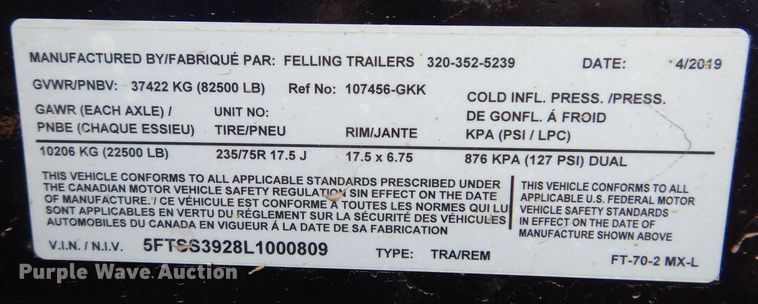 MANUFACTURED BY/FABRIQUÉ PAR: FELLING TRAILERS 320-352-5239 DATE: 4/2019
GVWR/PNBV: 37422 KG (82500 LB) Ref No: 107456-GKK
GAWR (EACH AXLE) / UNIT NO: COLD INFL. PRESS. /PRESS.
DE GONFL. Á FROID
PNBE (CHAQUE ESSIEU) TIRE/PNEU RIM/JANTE KPA (PSI / LPC)
10206 KG (22500 LB) 235/75R 17.5 J 17.5 x 6.75 876 KPA (127 PSI) DUAL
THIS VEHICLE CONFORMS TO ALL APPLICABLE STANDARDS PRESCRIBED UNDER
THE CANADIAN MOTOR VEHICLE SAFETY REGULATION SIN EFFECT ON THE DATE
OF MANUFACTURE. / CE VÉHICULE EST CONFORME A TOUTES LES NORMES QU LUI
SONT APPLICABLES EN VERTU DU RÉGLEMENT SUR LA SÉCURITÉ DES VÉHICULES
AUTOMOBILES DU CANADA EN VIGUEUR Á LA DATE DE SA FABRICATION
THIS VEHICLE CONFORMS TO ALL
APPLICABLE U.S. FEDERAL MOTOR
VEHICLE SAFETY STANDARDS
IN EFFECT ON THE DATE OF
MANUFACTURE SHOWN ABOVE
V.I.N. / N.I.V. 5FTSS3928L1000809 TYPE: TRA/REM FT-70-2 MX-L
Purple Wave Auction